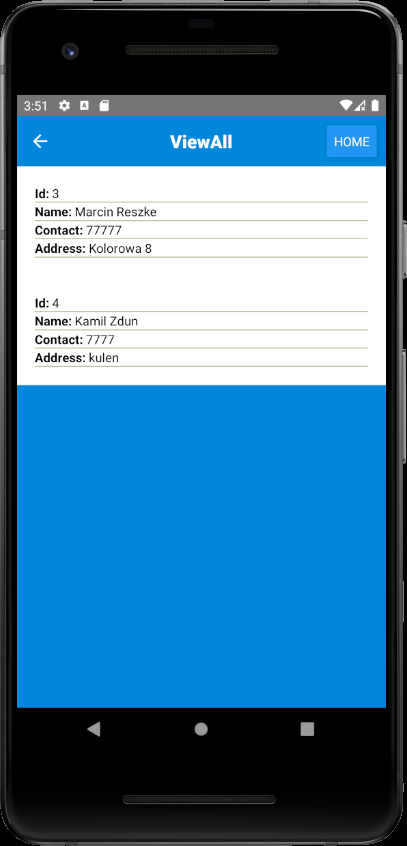 3:51
ViewAll
HOME
Id: 3
Name: Marcin Reszke
Contact: 77777
Address: Kolorowa 8
Id: 4
Name: Kamil Zdun
Contact: 7777
Address: kulen